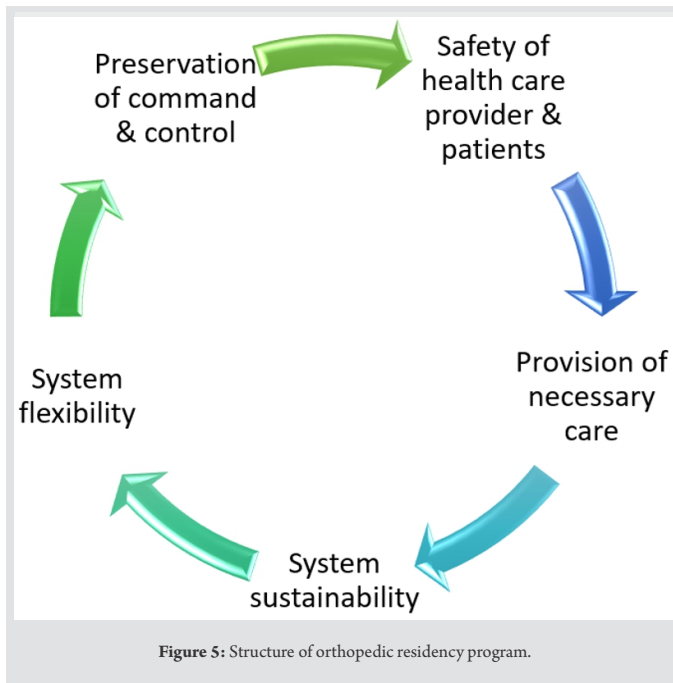 Preservation
of command
& control
Safety of
health care
provider &
patients
Provision of
necessary
care
System
sustainability
System
flexibility
Figure 5: Structure of orthopedic residency program.